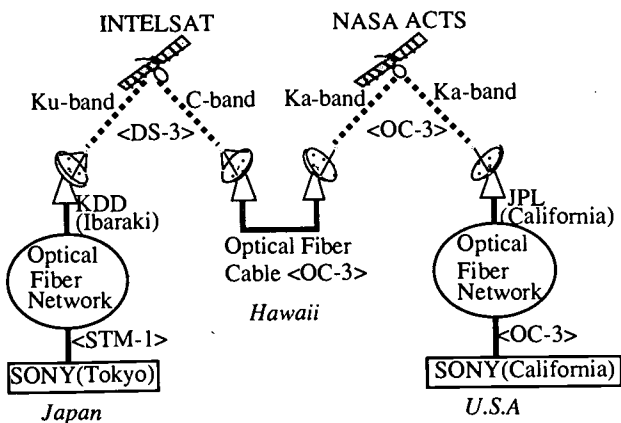 INTELSAT
NASA ACTS
Ku-band
C-band
Ka-band
Ka-band
<DS-3>
<OC-3>
KDD
(Ibaraki)
JPL
(California)
Optical
Fiber
Network
Optical Fiber
Cable <OC-3>
Optical
Fiber
Network
Hawaii
<STM-1>
<OC-3>
SONY(Tokyo)
SONY(California)
Japan
U.S.A